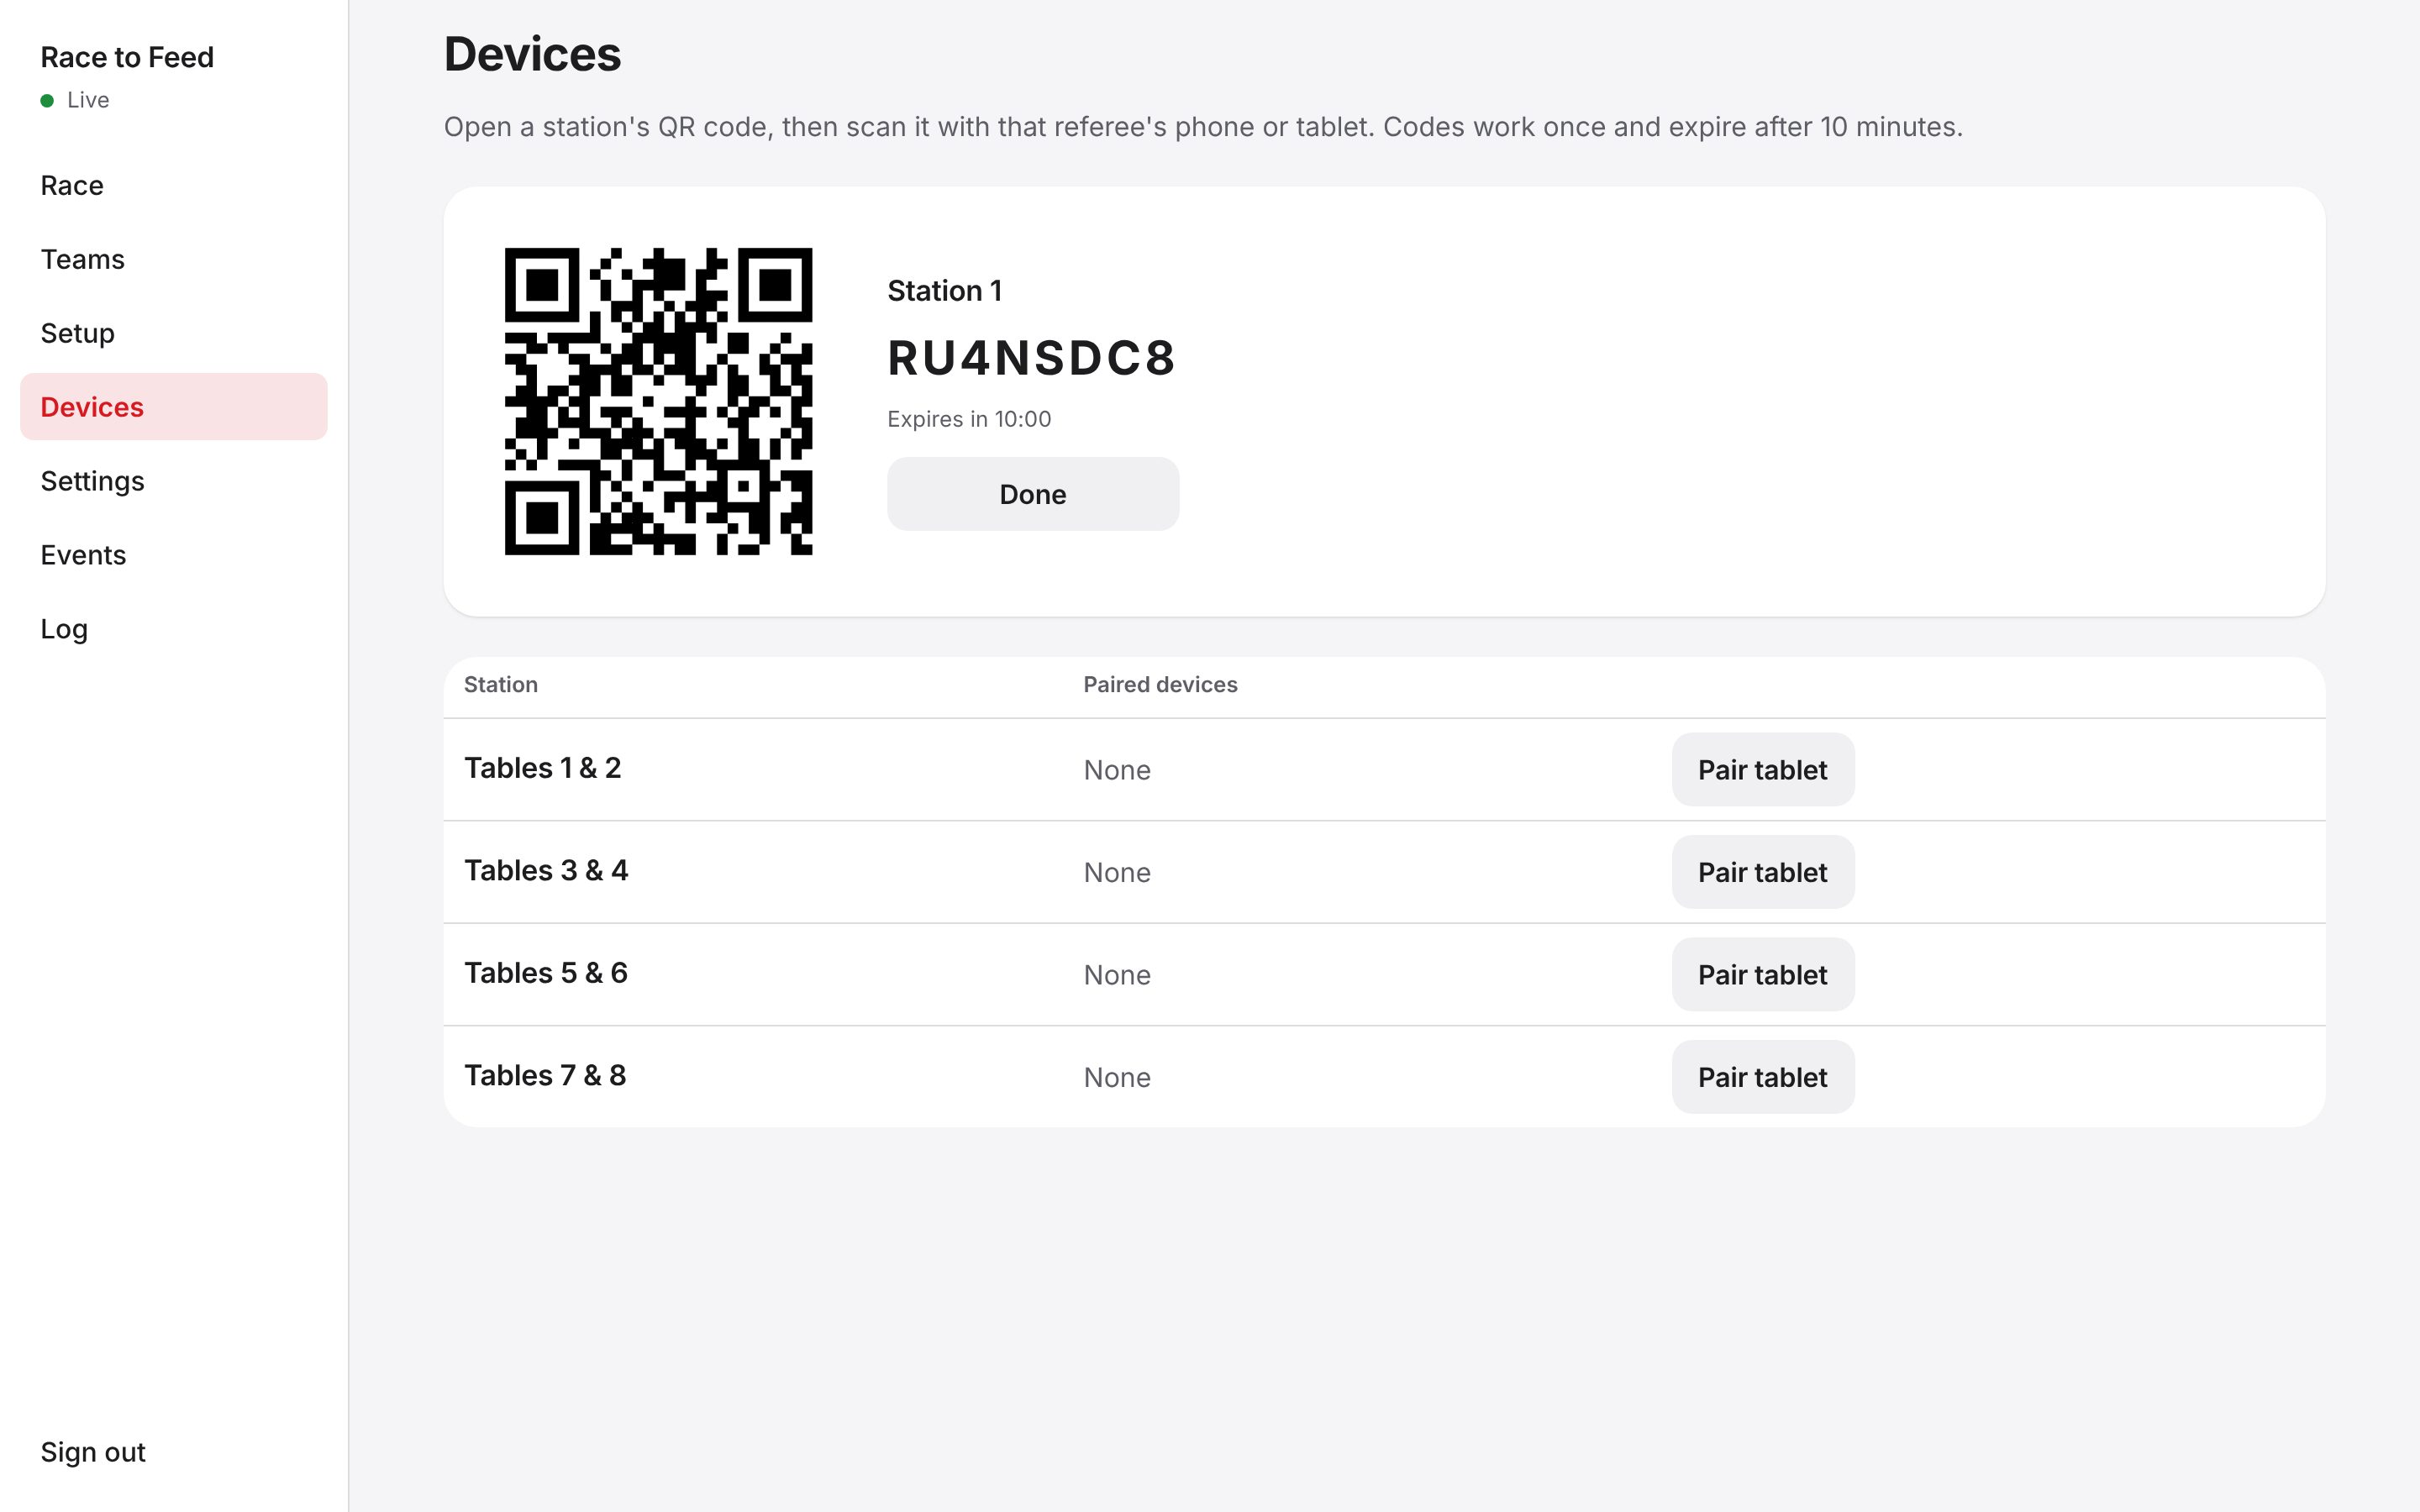 Race to Feed
Live
Race
Teams
Setup
Devices
Settings
Events
Log
Sign out
Devices
Open a station's QR code, then scan it with that referee's phone or tablet. Codes work once and expire after 10 minutes.
Station 1
RU4NSDC8
Expires in 10:00
Done
Station Paired devices
Tables 1 & 2 None Pair tablet
Tables 3 & 4 None Pair tablet
Tables 5 & 6 None Pair tablet
Tables 7 & 8 None Pair tablet